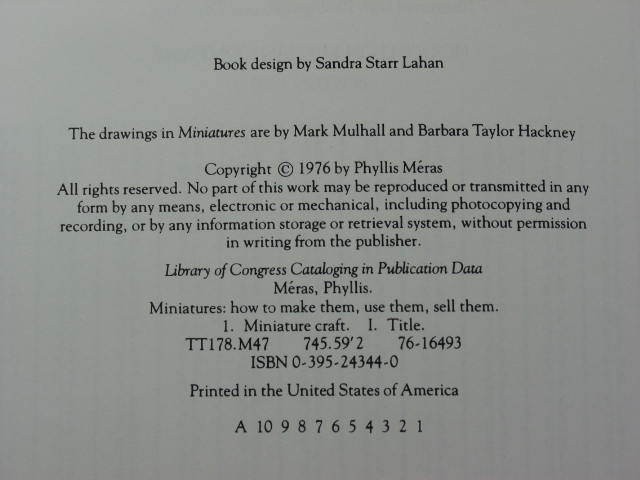 Book design by Sandra Starr Lahan
The drawings in Miniatures are by Mark Mulhall and Barbara Taylor Hackney
Copyright © 1976 by Phyllis Méras
All rights reserved. No part of this work may be reproduced or transmitted in any
form by any means, electronic or mechanical, including photocopying and
recording, or by any information storage or retrieval system, without permission
in writing from the publisher.
Library of Congress Cataloging in Publication Data
Méras, Phyllis.
Miniatures: how to make them, use them, sell them.
1. Miniature craft. I. Title.
TT178.M47 745.59'2 76-16493
ISBN 0-395-24344-0
Printed in the United States of America
A 10 9 8 7 6 5 4 3 2 1